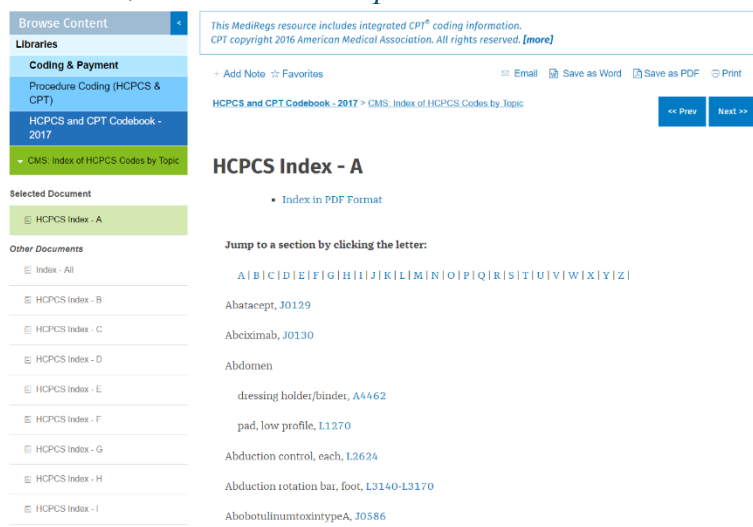 Browse Content
<
Libraries
Coding & Payment
Procedure Coding (HCPCS &
CPT)
HCPCS and CPT Codebook -
2017
CMS: Index of HCPCS Codes by Topic
Selected Document
HCPCS Index - A
Other Documents
Index - All
HCPCS Index - B
HCPCS Index - C
HCPCS Index - D
HCPCS Index - E
HCPCS Index - F
HCPCS Index - G
HCPCS Index - H
HCPCS Index - I
This MediRegs resource includes integrated CPT® coding information.
CPT copyright 2016 American Medical Association. All rights reserved. [more]
+ Add Note ☆ Favorites
Email Save as Word Save as PDF Print
HCPCS and CPT Codebook - 2017 > CMS: Index of HCPCS Codes by Topic
<< Prev Next >>
HCPCS Index - A
▪ Index in PDF Format
Jump to a section by clicking the letter:
A | B | C | D | E | F | G | H | I | J | K | L | M | N | O | P | Q | R | S | T | U | V | W | X | Y | Z |
Abatacept, J0129
Abciximab, J0130
Abdomen
dressing holder/binder, A4462
pad, low profile, L1270
Abduction control, each, L2624
Abduction rotation bar, foot, L3140-L3170
AbobotulinumtoxintypeA, J0586